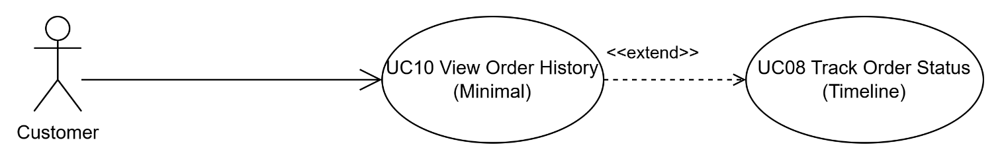 <<extend>>
UC10 View Order History
(Minimal)
UC08 Track Order Status
(Timeline)
Customer